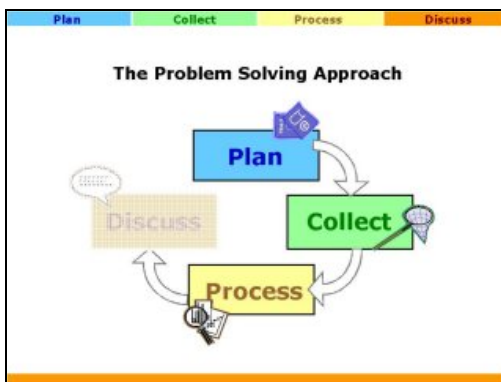 Plan Collect Process Discuss
The Problem Solving Approach
Plan
Discuss Collect
Process